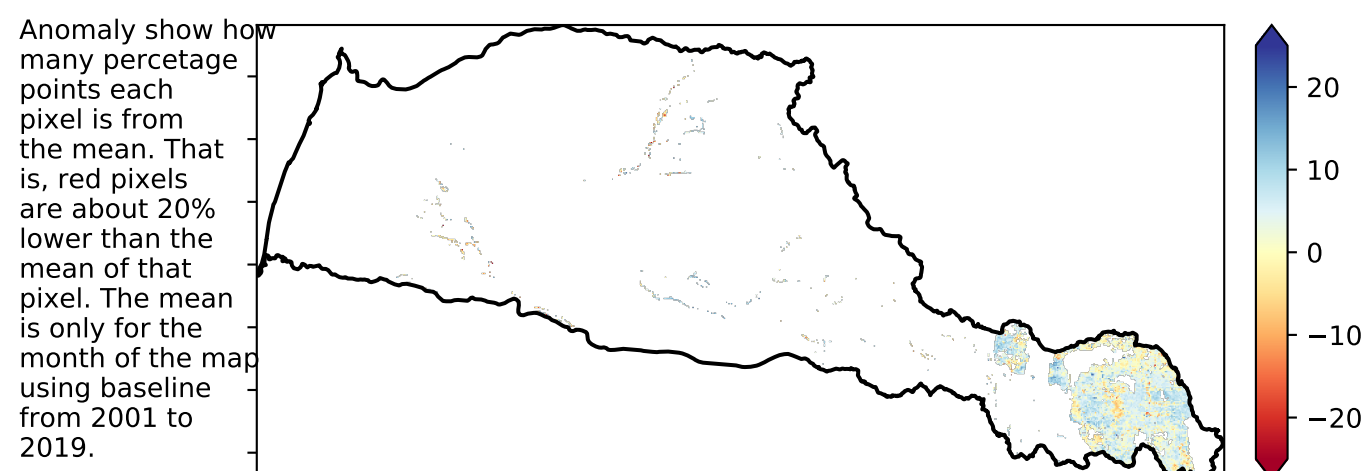 Anomaly show how
many percetage
points each
pixel is from
the mean. That
is, red pixels
are about 20%
lower than the
mean of that
pixel. The mean
is only for the
month of the map
using baseline
from 2001 to
2019.
20
10
0
−10
−20